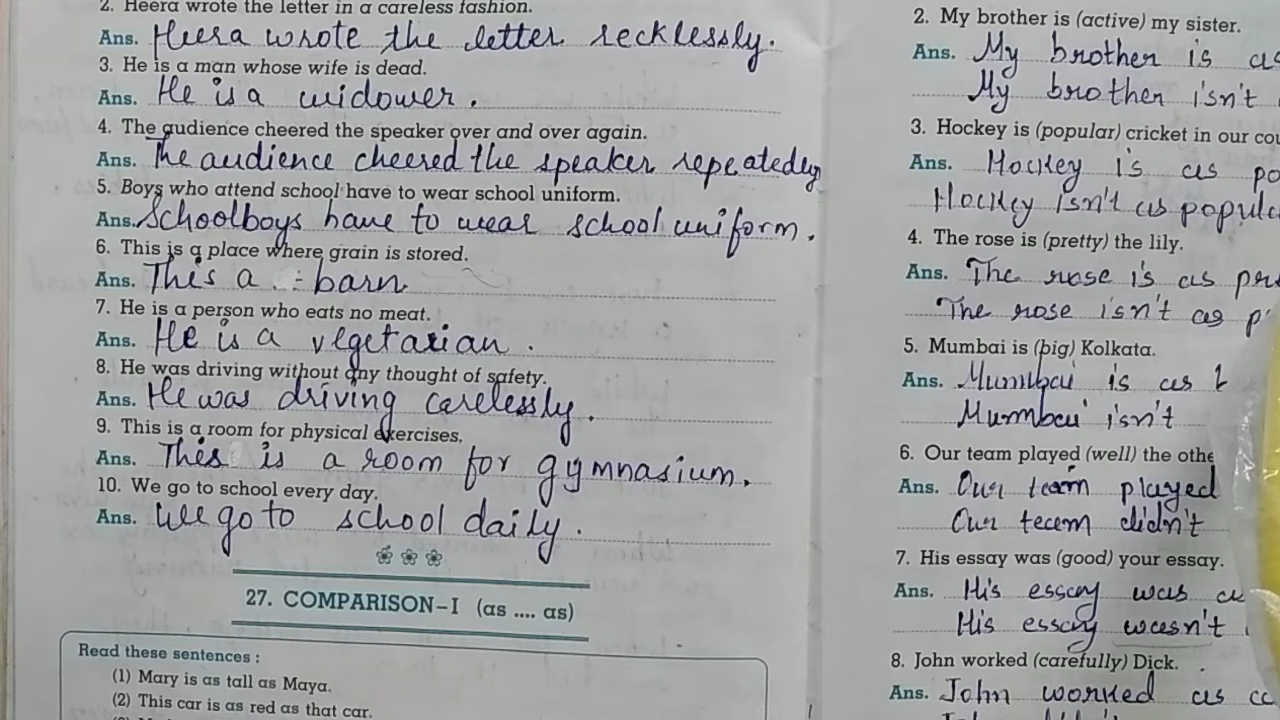 2. Heera wrote the letter in a careless fashion.
Ans. Heera wrote the letter recklessly.
3. He is a man whose wife is dead.
Ans. He is a widower.
4. The audience cheered the speaker over and over again.
Ans. The audience cheered the speaker repeatedly
5. Boys who attend school have to wear school uniform.
Ans. Schoolboys have to wear school uniform.
6. This is a place where grain is stored.
Ans. This a barn
7. He is a person who eats no meat.
Ans. He is a vegetarian.
8. He was driving without any thought of safety.
Ans. He was driving carelessly.
9. This is a room for physical exercises.
Ans. This is a room for gymnasium.
10. We go to school every day.
Ans. We go to school daily.
27. COMPARISON–I (as .... as)
Read these sentences :
(1) Mary is as tall as Maya.
(2) This car is as red as that car.
2. My brother is (active) my sister.
Ans. My brother is as
My brother isn't
3. Hockey is (popular) cricket in our cou
Ans. Hockey is as po
Hockey isn't as popula
4. The rose is (pretty) the lily.
Ans. The rose is as pre
The rose isn't as p
5. Mumbai is (big) Kolkata.
Ans. Mumbai is as b
Mumbai isn't
6. Our team played (well) the othe
Ans. Our team played
Our team didn't
7. His essay was (good) your essay.
Ans. His essay was as
His essay wasn't
8. John worked (carefully) Dick.
Ans. John worked as ca